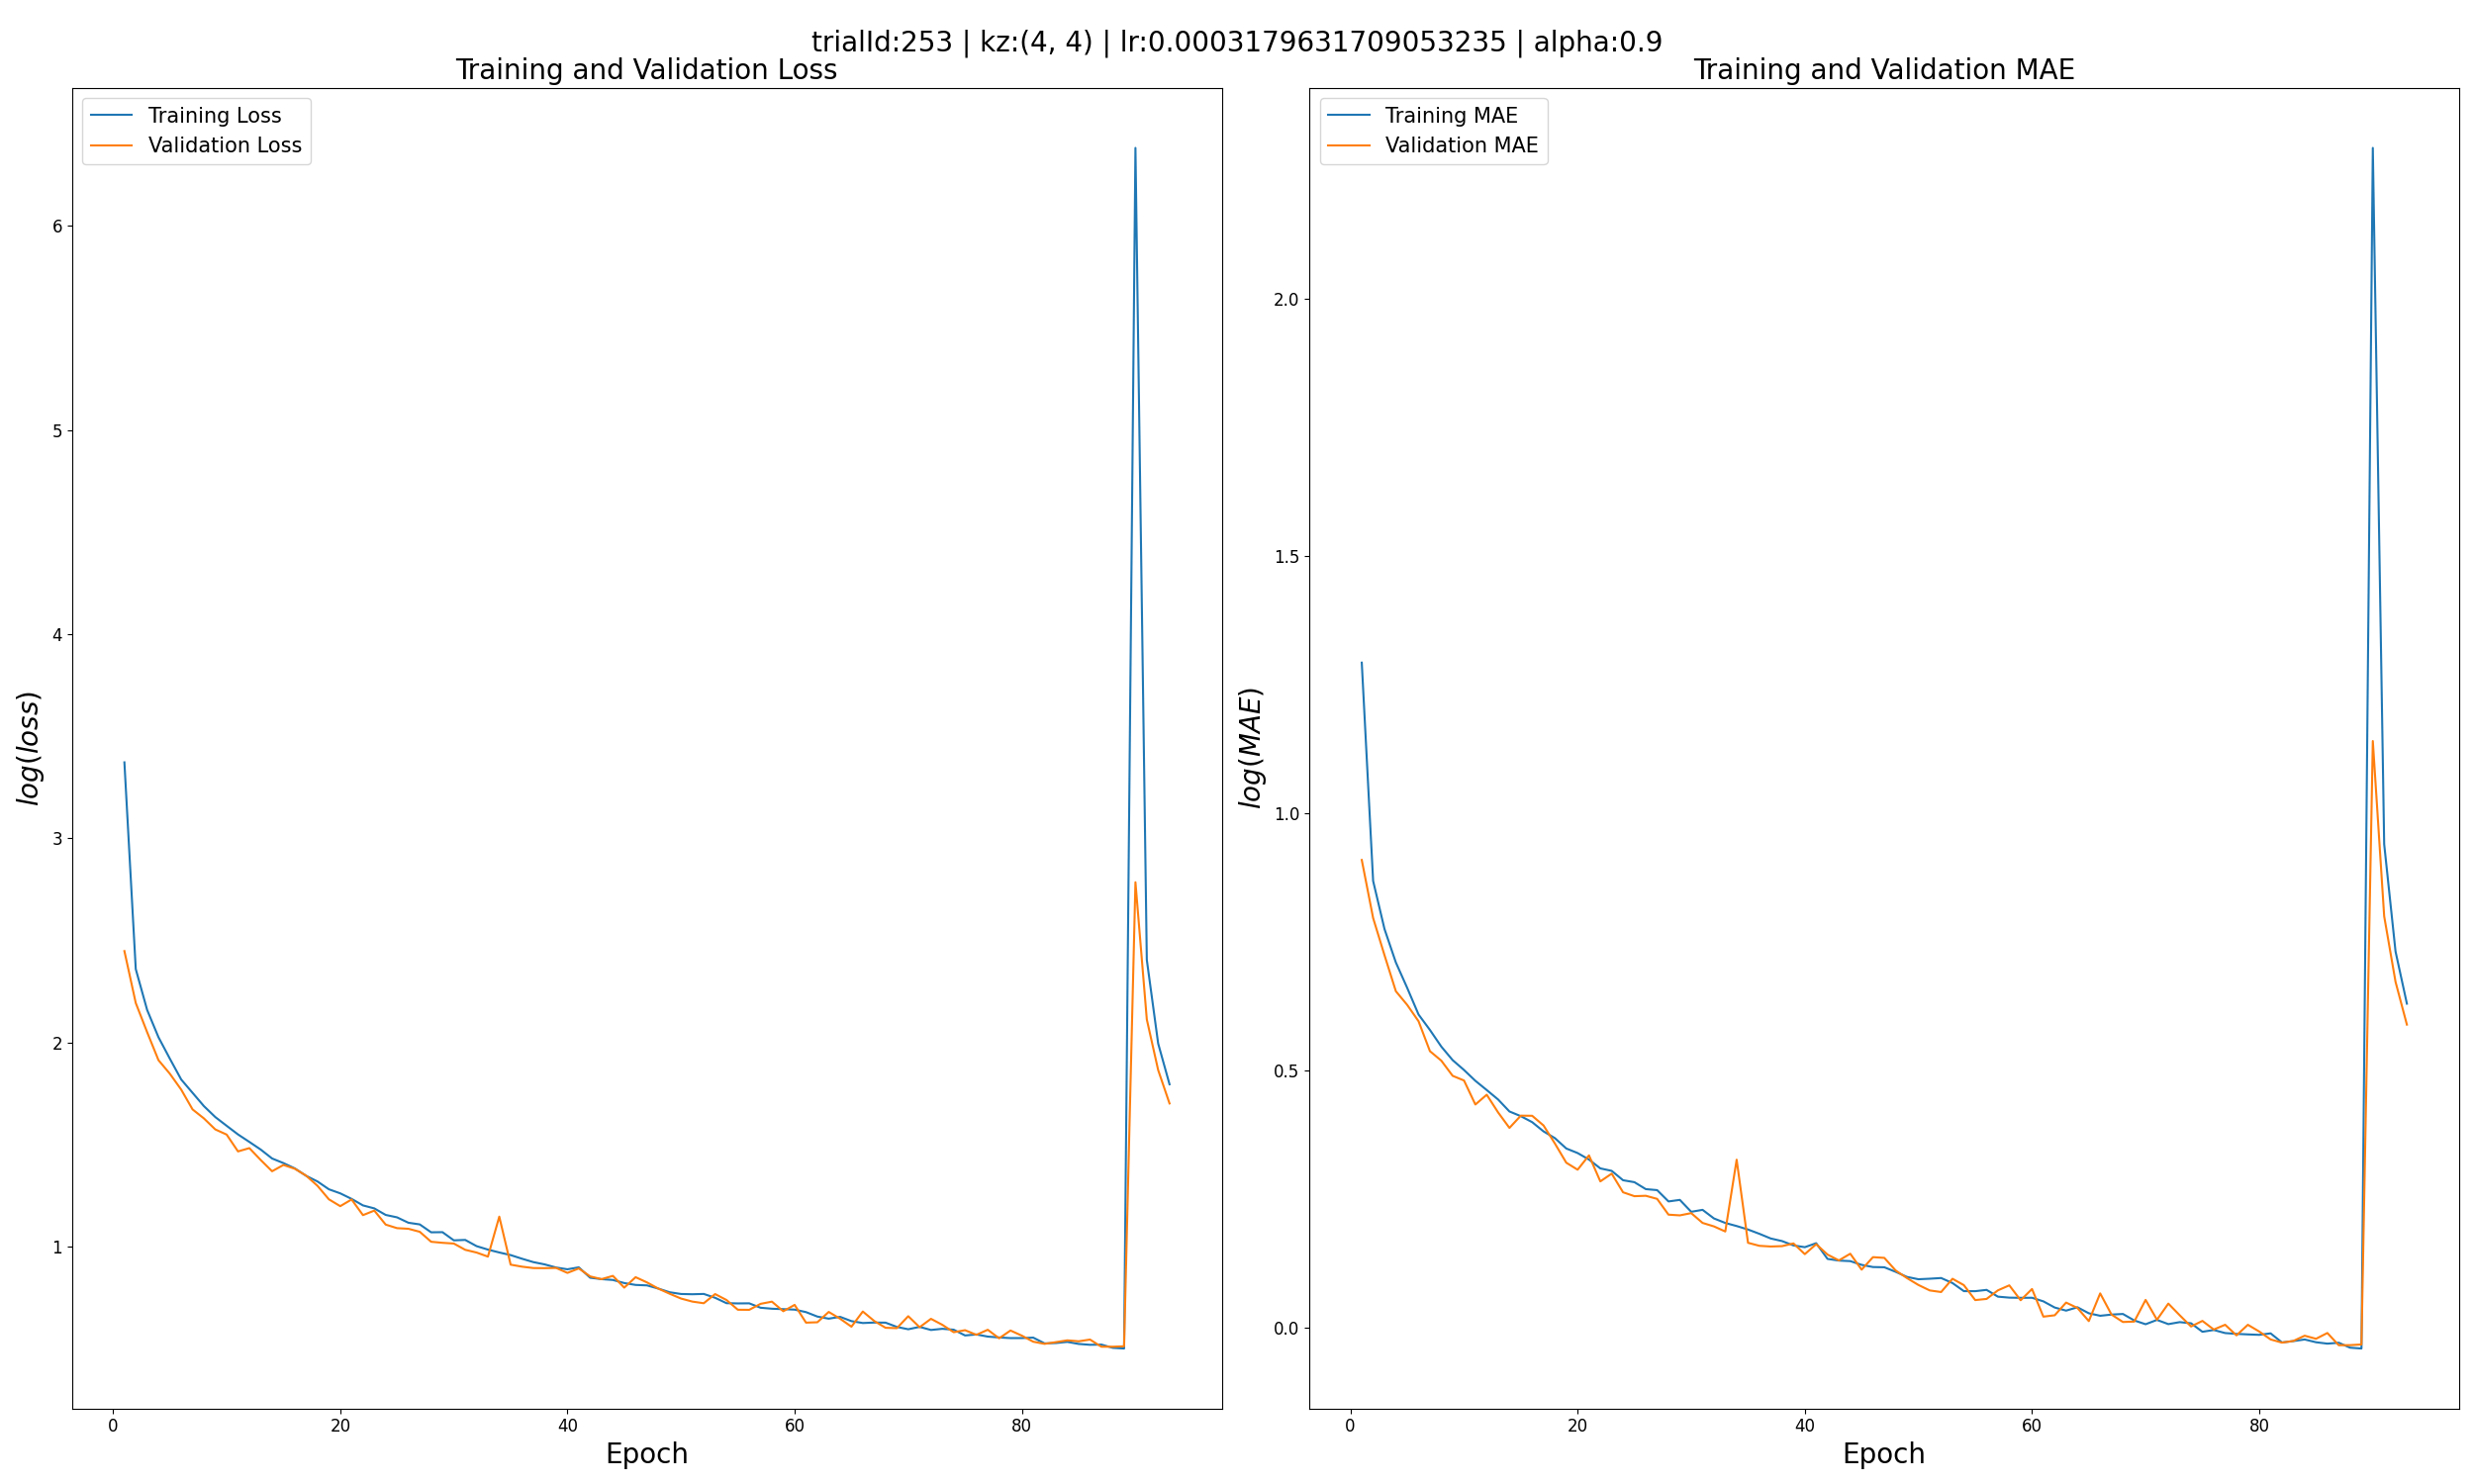 trialId:253 | kz:(4, 4) | lr:0.0003179631709053235 | alpha:0.9
Training and Validation Loss
Training Loss
Validation Loss
6
5
4
3
2
1
log(loss)
0 20 40 60 80
Epoch
Training and Validation MAE
Training MAE
Validation MAE
2.0
1.5
1.0
0.5
0.0
log(MAE)
0 20 40 60 80
Epoch